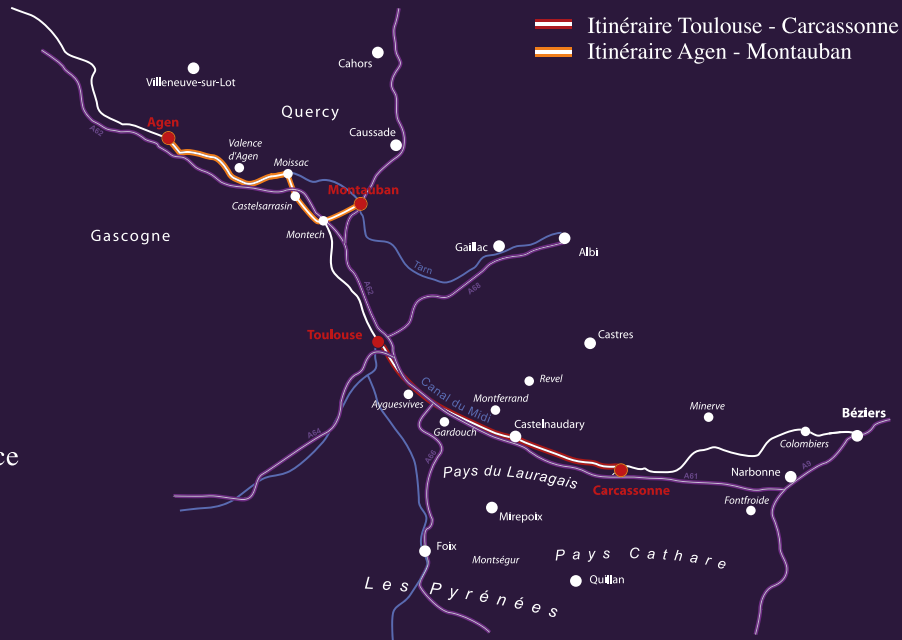 Itinéraire Toulouse - Carcassonne
Itinéraire Agen - Montauban
Cahors
Villeneuve-sur-Lot
Quercy
Agen
A62
Caussade
Valence
d'Agen
Moissac
Montauban
Castelsarrasin
Montech
Gascogne
Gaillac
Albi
Tarn
A62
A68
Toulouse
Castres
Revel
Canal du Midi
Montferrand
Ayguesvives
Minerve
Béziers
Castelnaudary
Gardouch
A64
Colombiers
ce
A66
Pays du Lauragais
A61
Narbonne
A9
Carcassonne
Fontfroide
Mirepoix
Foix
Montségur
Pays Cathare
Quillan
Les Pyrénées